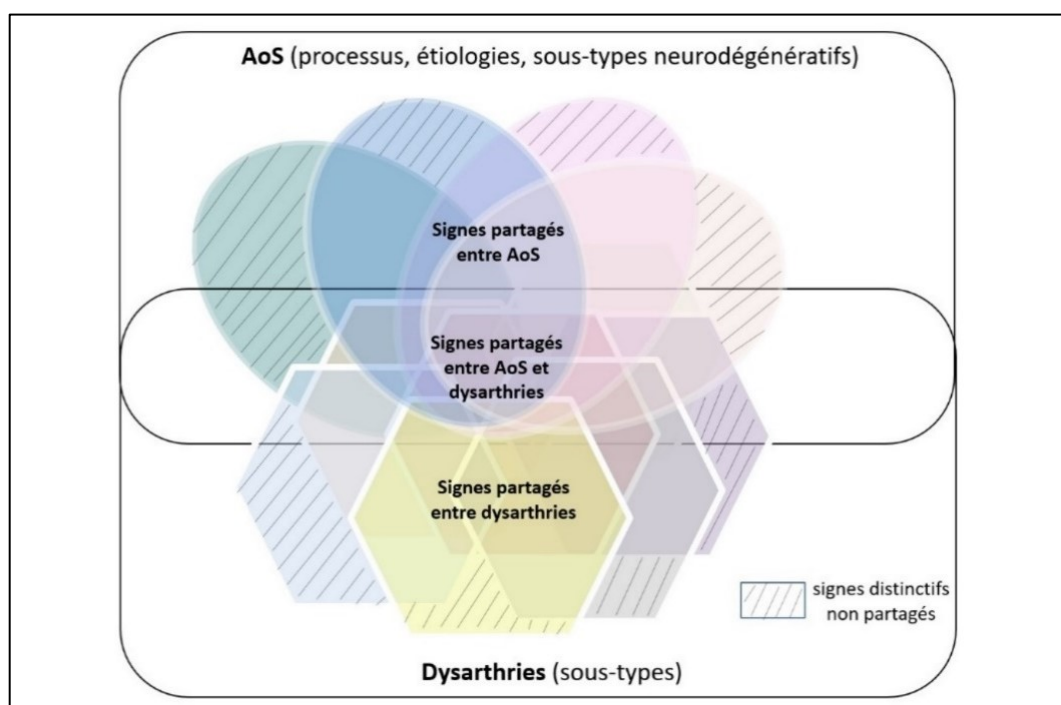 AoS (processus, étiologies, sous-types neurodégénératifs)
Signes partagés
entre AoS
Signes partagés
entre AoS et
dysarthries
Signes partagés
entre dysarthries
signes distinctifs
non partagés
Dysarthries (sous-types)